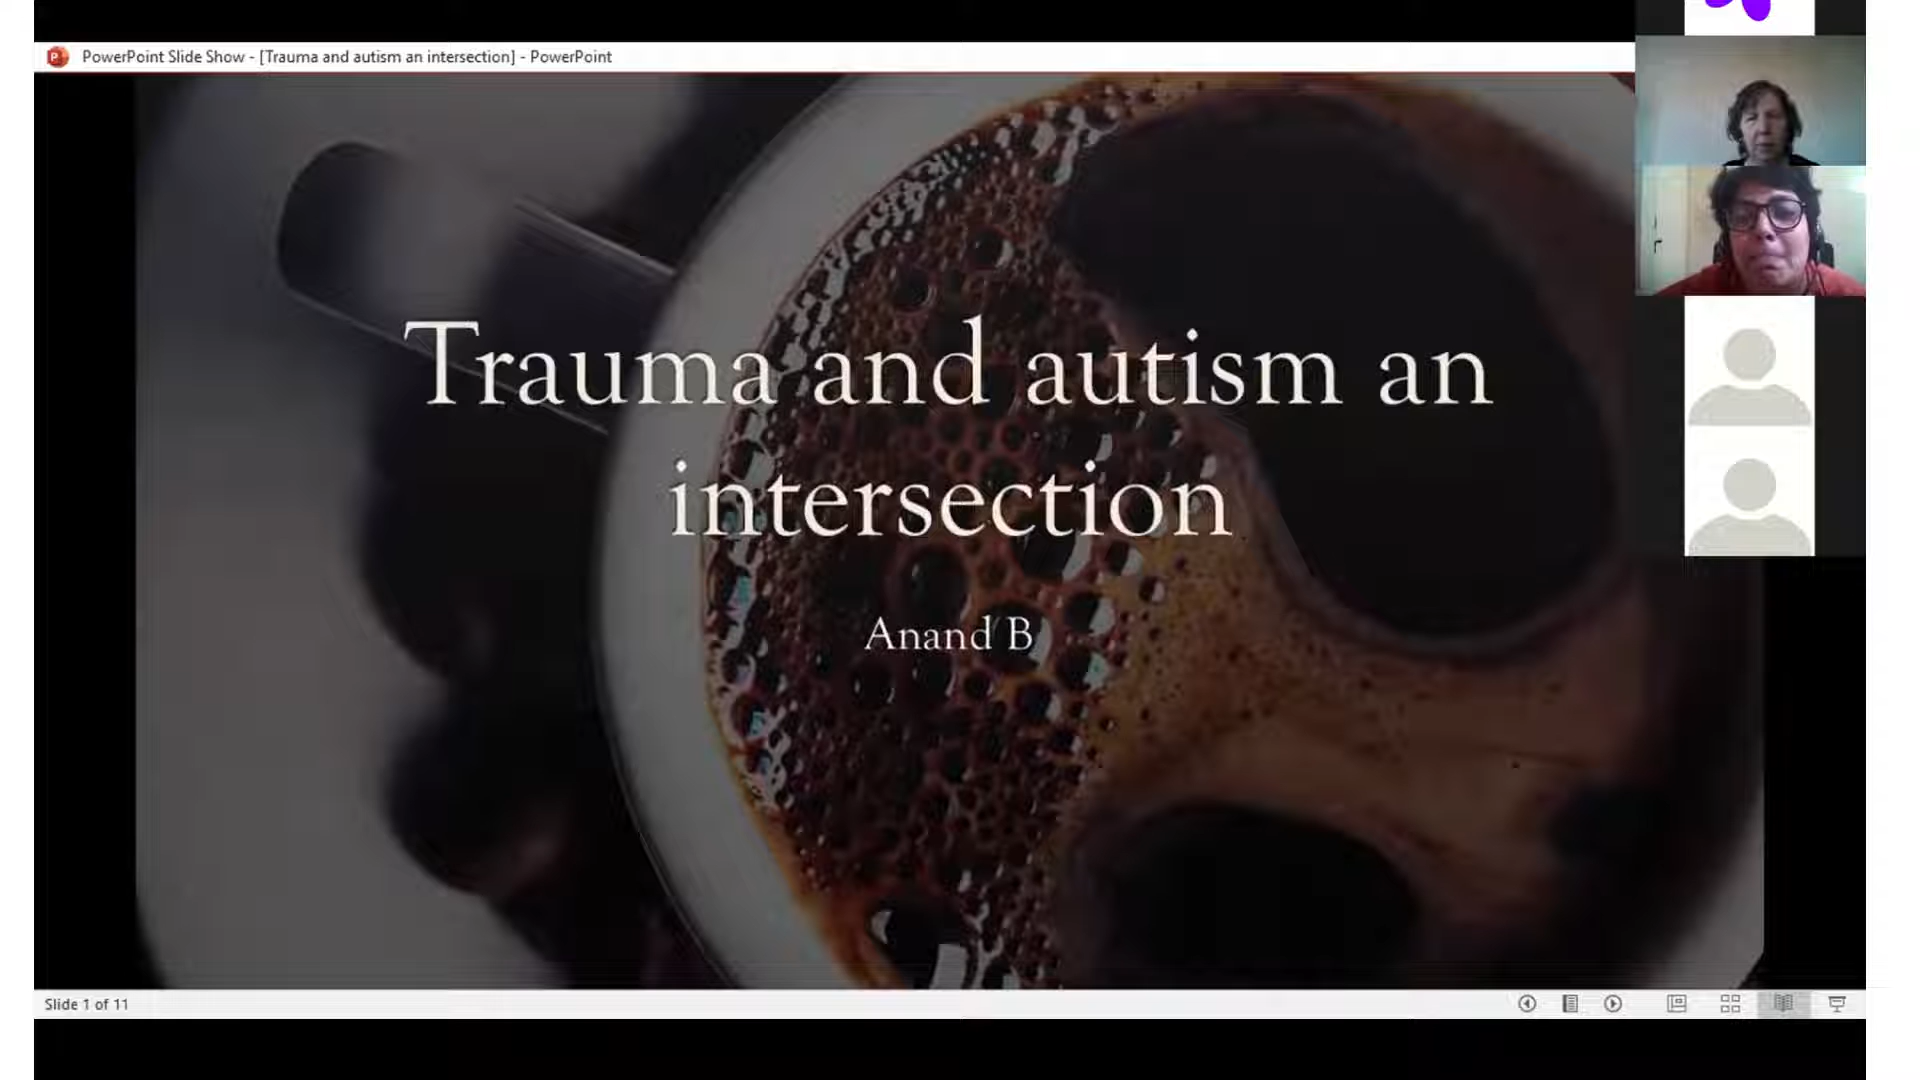 PowerPoint Slide Show - [Trauma and autism an intersection] - PowerPoint
Trauma and autism an
intersection
Anand B
Slide 1 of 11